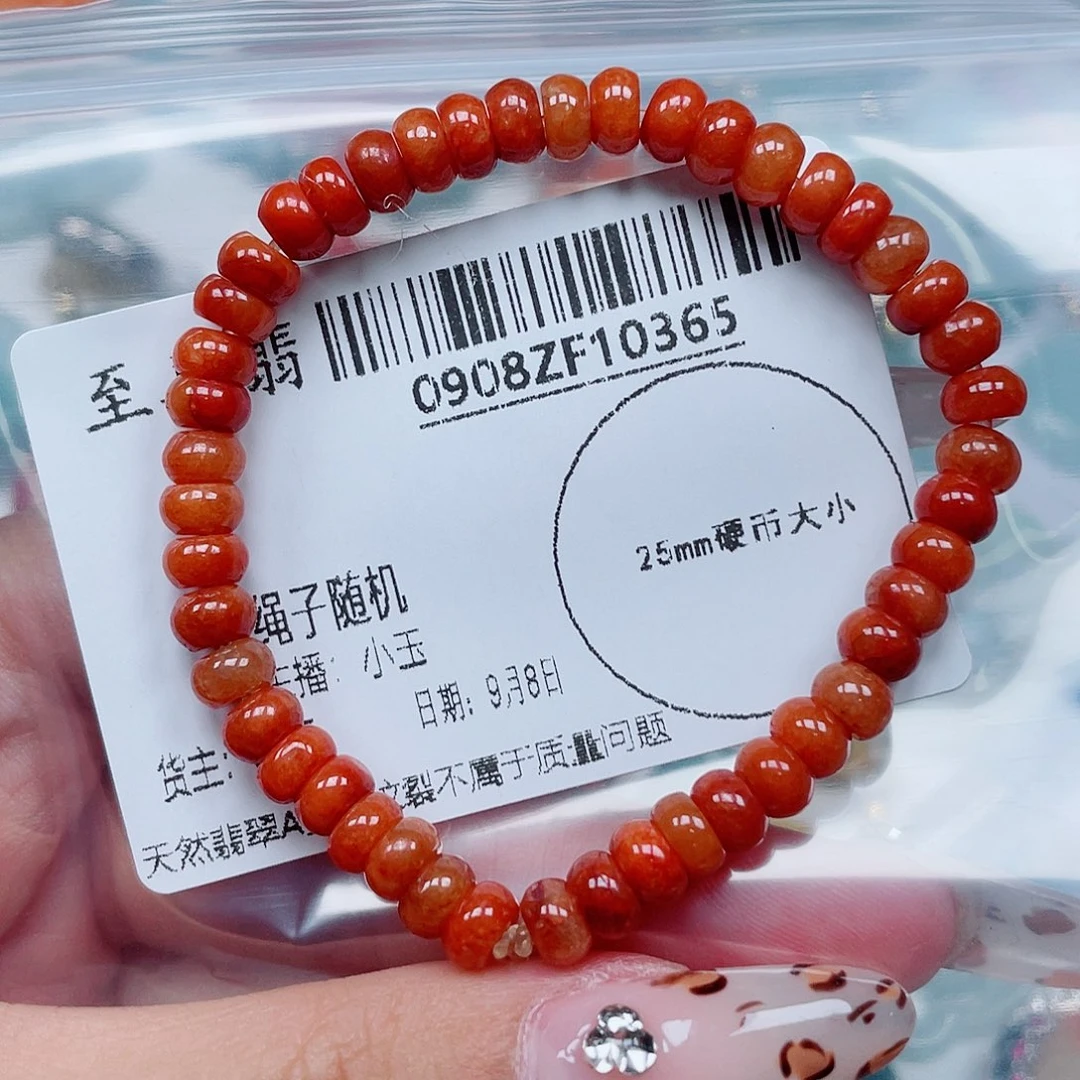 0908ZF10365
至 翡
25mm硬币大小
绳子随机
主播: 小玉
日期: 9月8日
货主:
天然翡翠A 纹裂不属于质量问题